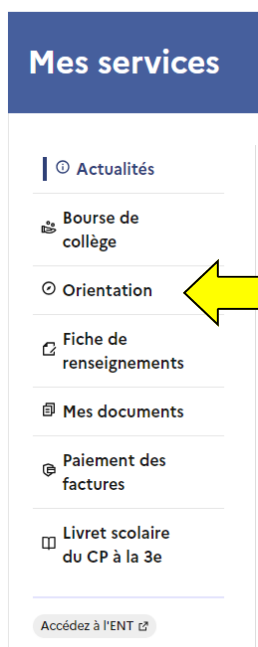 Mes services
Actualités
Bourse de
collège
Orientation
Fiche de
renseignements
Mes documents
Paiement des
factures
Livret scolaire
du CP à la 3e
Accédez à l'ENT